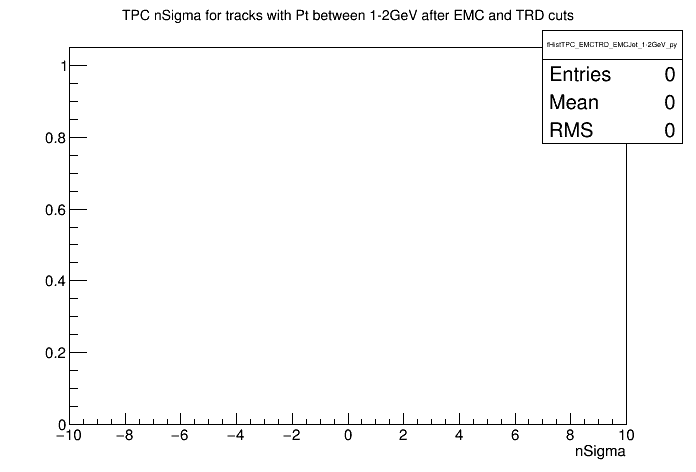 TPC nSigma for tracks with Pt between 1-2GeV after EMC and TRD cuts
fHistTPC_EMCTRD_EMCJet_1-2GeV_py
Entries 0
Mean 0
RMS 0
1
0.8
0.6
0.4
0.2
0
−10 −8 −6 −4 −2 0 2 4 6 8 10
nSigma